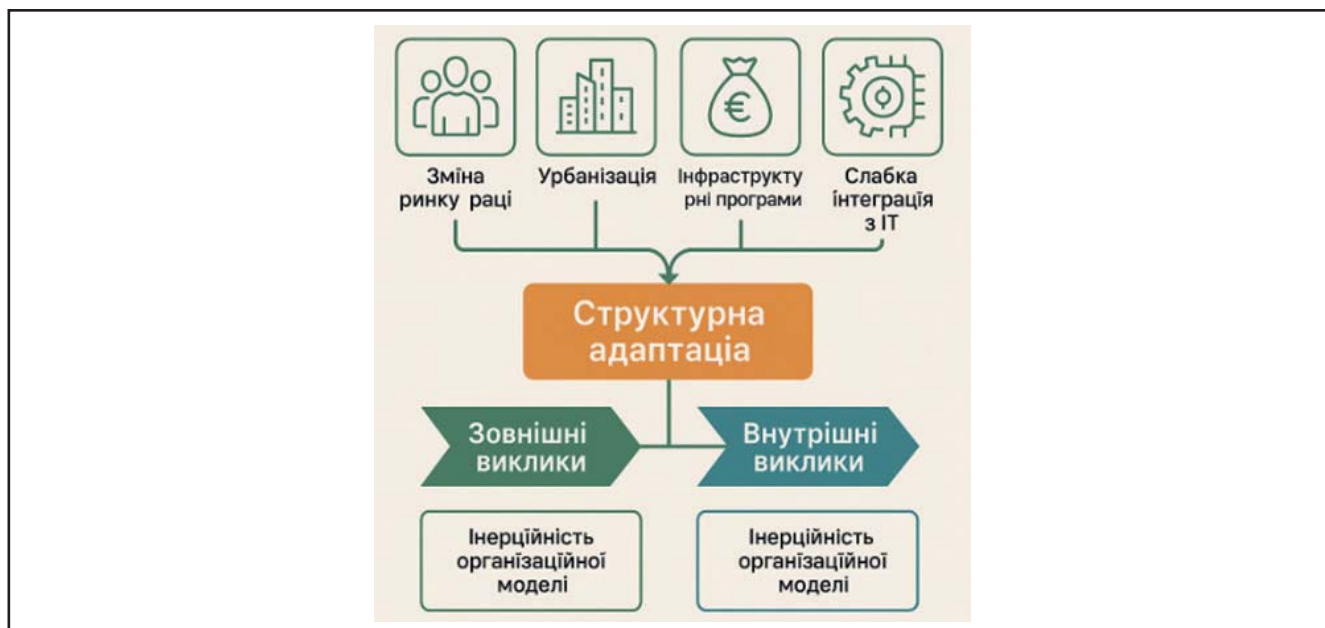 Зміна
ринку раці
Урбанізація
Інфраструкту
рні програми
Слабка
інтеграція
з ІТ
Структурна
адаптаціа
Зовнішні
виклики
Внутрішні
виклики
Інерційність
організаційної
моделі
Інерційність
організаційної
моделі